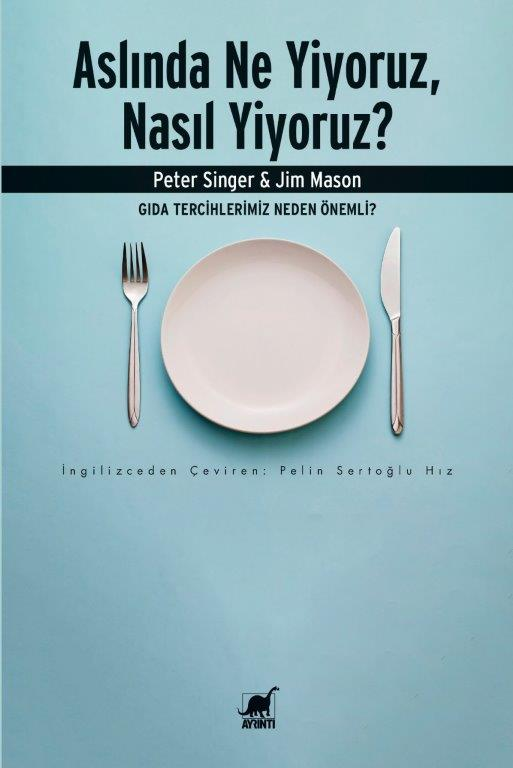 Aslında Ne Yiyoruz,
Nasıl Yiyoruz?
Peter Singer & Jim Mason
GIDA TERCİHLERİMİZ NEDEN ÖNEMLİ?
İngilizceden Çeviren: Pelin Sertoğlu Hız
AYRINTI